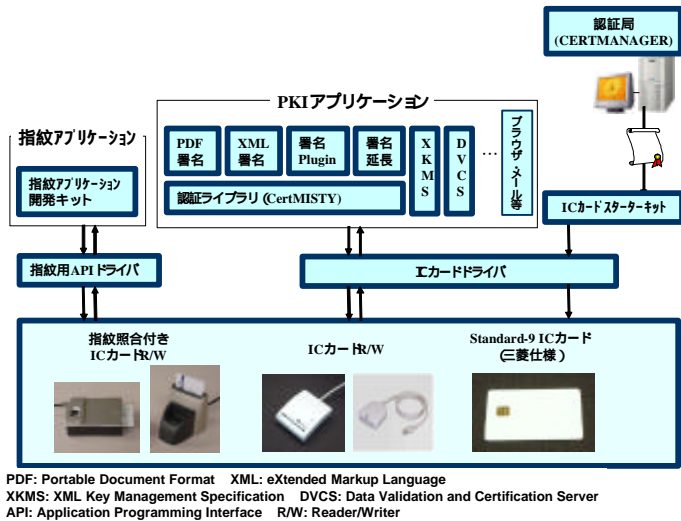 認証局
(CERTMANAGER)
PKIアプリケーション
指紋アプリケーション
指紋アプリケーション
開発キット
PDF
署名
XML
署名
署名
Plugin
署名
延長
XKMS
DVCS
…
ブラウザ・メール等
認証ライブラリ(CertMISTY)
ICカードスターターキット
指紋用APIドライバ
ICカードドライバ
指紋照合付き
ICカードR/W
ICカードR/W
Standard-9 ICカード
(三菱仕様)
PDF: Portable Document Format XML: eXtended Markup Language
XKMS: XML Key Management Specification DVCS: Data Validation and Certification Server
API: Application Programming Interface R/W: Reader/Writer